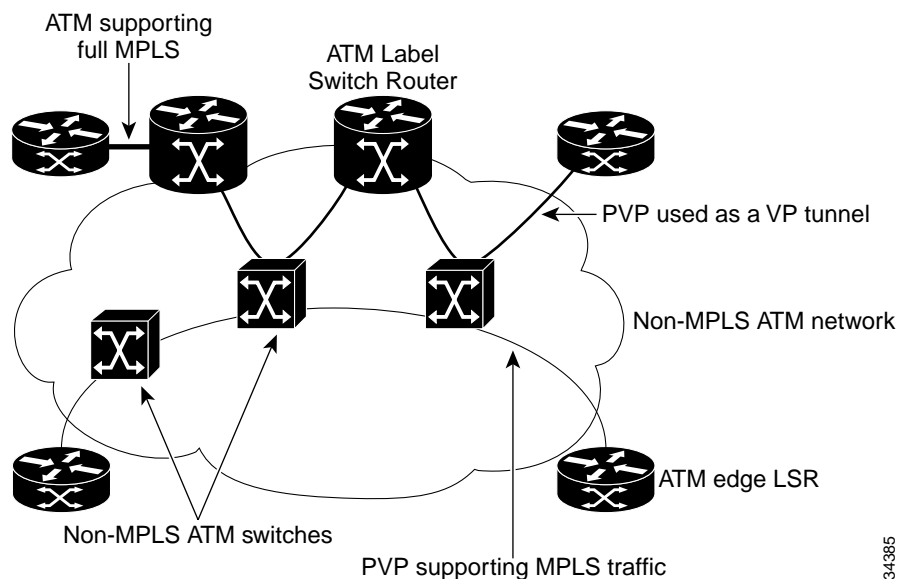 ATM supporting
full MPLS
ATM Label
Switch Router
PVP used as a VP tunnel
Non-MPLS ATM network
ATM edge LSR
Non-MPLS ATM switches
PVP supporting MPLS traffic
34385